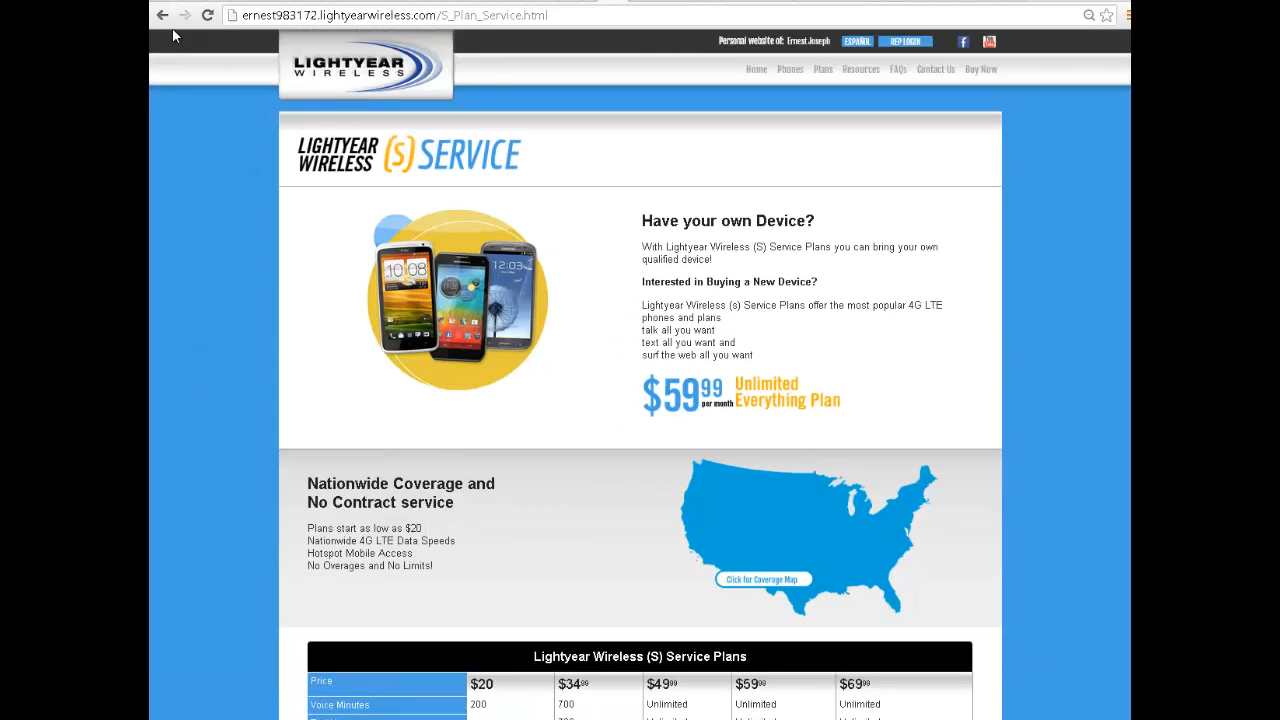 ernest983172.lightyearwireless.com/S_Plan_Service.html
Personal website of: Ernest Joseph ESPAÑOL REP LOGIN
LIGHTYEAR
WIRELESS
Home Phones Plans Resources FAQs Contact Us Buy Now
LIGHTYEAR
WIRELESS (S) SERVICE
Have your own Device?
With Lightyear Wireless (S) Service Plans you can bring your own
qualified device!
Interested in Buying a New Device?
Lightyear Wireless (s) Service Plans offer the most popular 4G LTE
phones and plans
talk all you want
text all you want and
surf the web all you want
$59.99 per month Unlimited
Everything Plan
10:08
12:03
Nationwide Coverage and
No Contract service
Plans start as low as $20
Nationwide 4G LTE Data Speeds
Hotspot Mobile Access
No Overages and No Limits!
Click for Coverage Map
Lightyear Wireless (S) Service Plans
Price $20 $34.99 $49.99 $59.99 $69.99
Voice Minutes 200 700 Unlimited Unlimited Unlimited